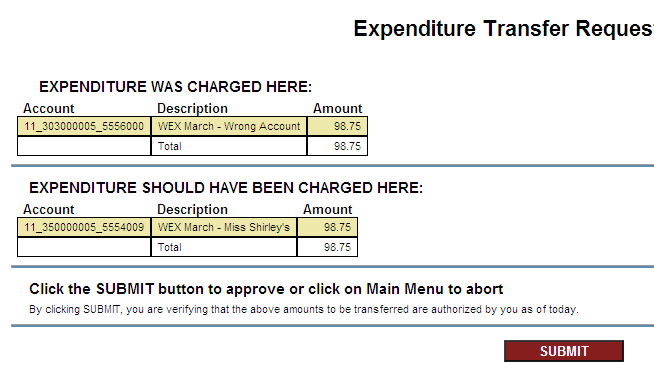 Expenditure Transfer Reques
EXPENDITURE WAS CHARGED HERE:
Account Description Amount
11_303000005_5556000 WEX March - Wrong Account 98.75
Total 98.75
EXPENDITURE SHOULD HAVE BEEN CHARGED HERE:
Account Description Amount
11_350000005_5554009 WEX March - Miss Shirley's 98.75
Total 98.75
Click the SUBMIT button to approve or click on Main Menu to abort
By clicking SUBMIT, you are verifying that the above amounts to be transferred are authorized by you as of today.
SUBMIT